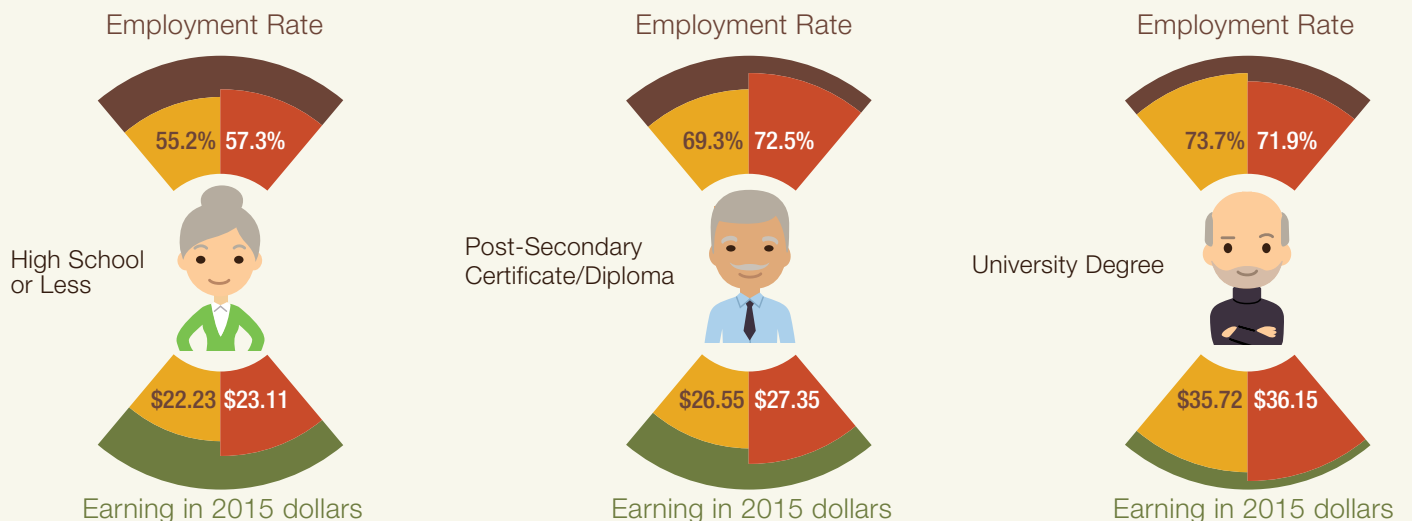 Employment Rate
55.2% 57.3%
High School
or Less
$22.23 $23.11
Earning in 2015 dollars
Employment Rate
69.3% 72.5%
Post-Secondary
Certificate/Diploma
$26.55 $27.35
Earning in 2015 dollars
Employment Rate
73.7% 71.9%
University Degree
$35.72 $36.15
Earning in 2015 dollars